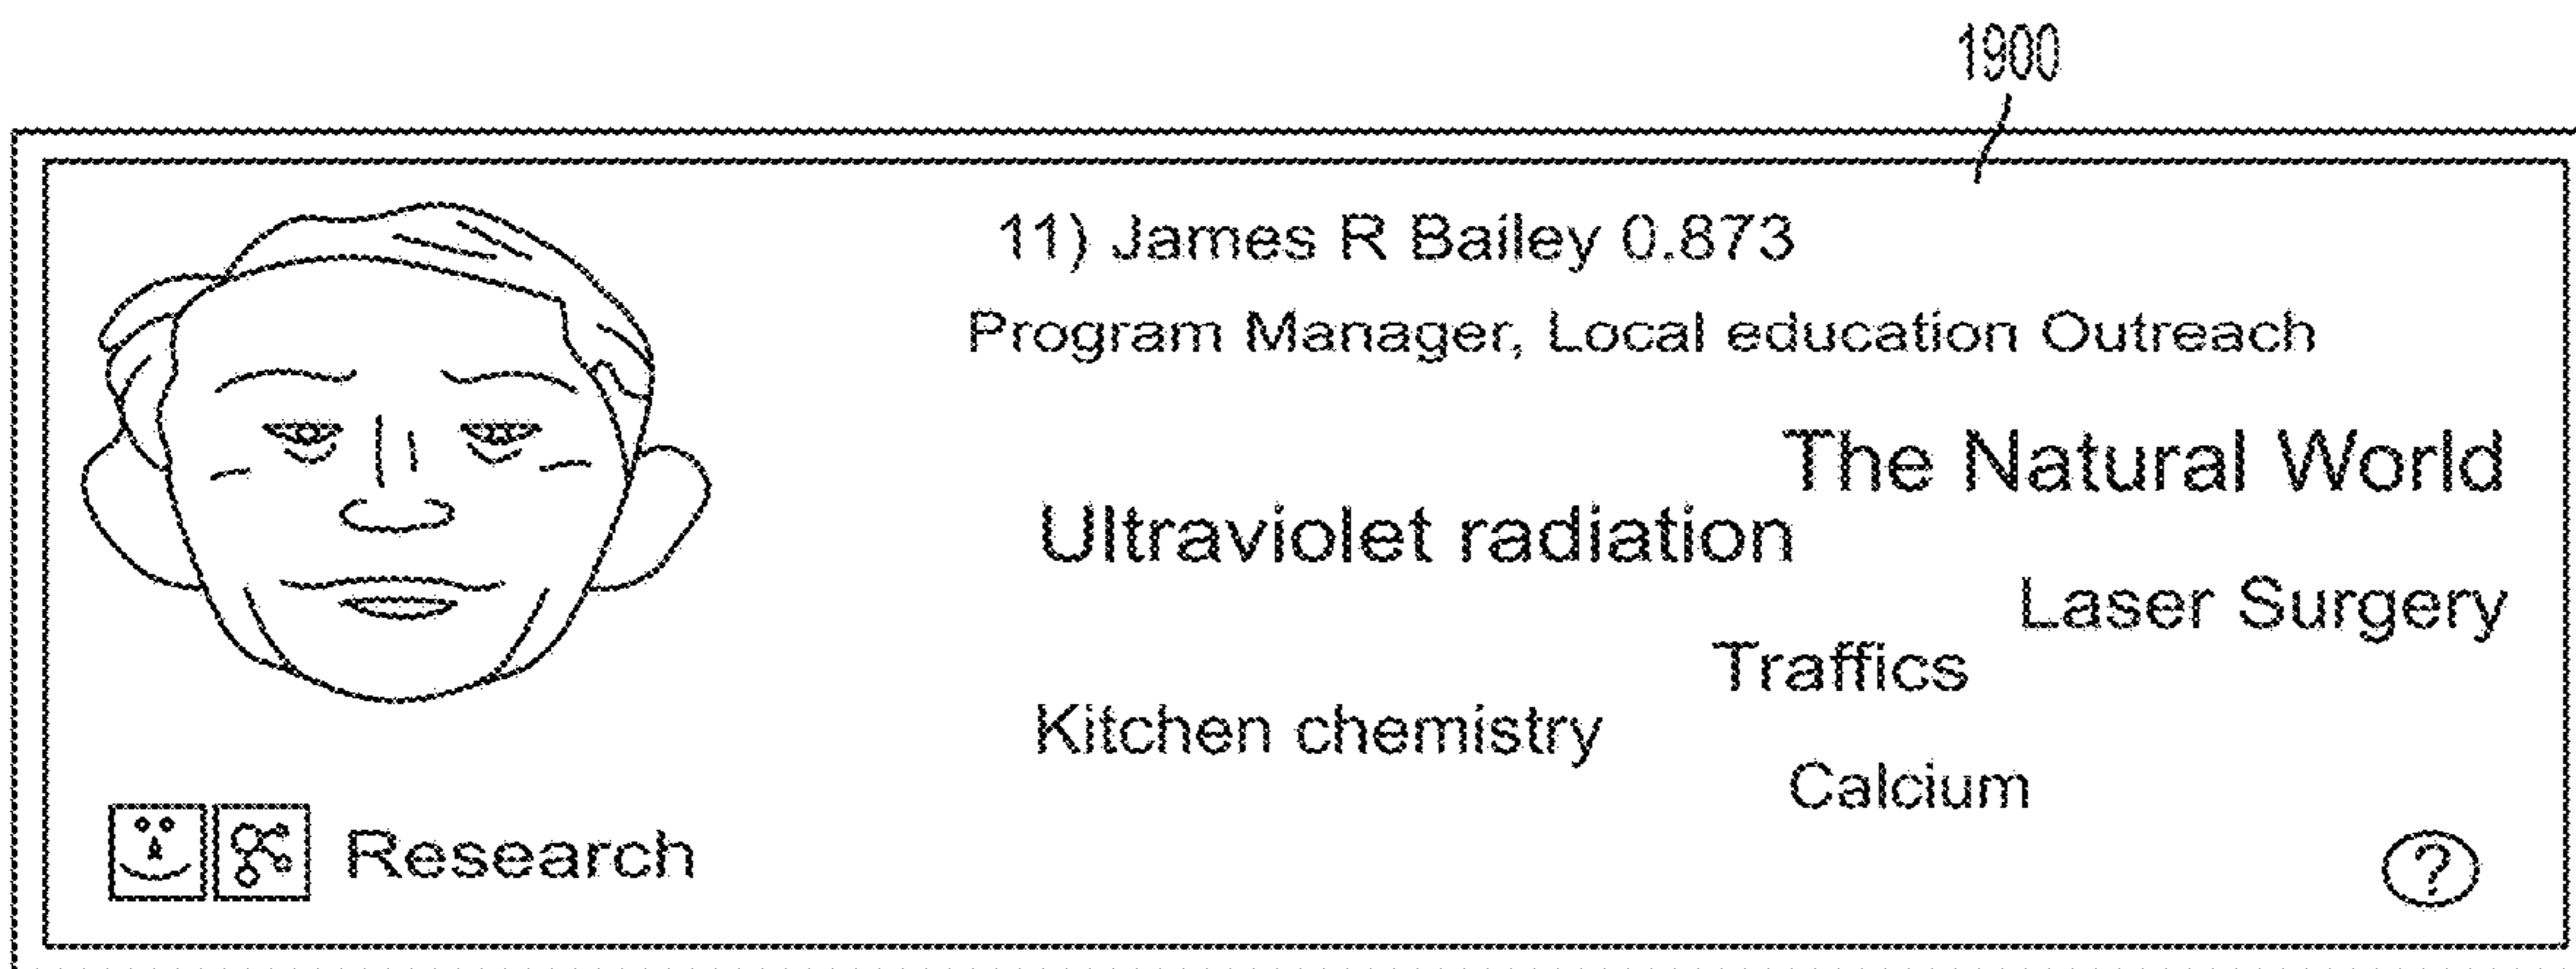 1900
11) James R Bailey 0.873
Program Manager, Local education Outreach
The Natural World
Ultraviolet radiation
Laser Surgery
Traffics
Kitchen chemistry
Calcium
Research
?